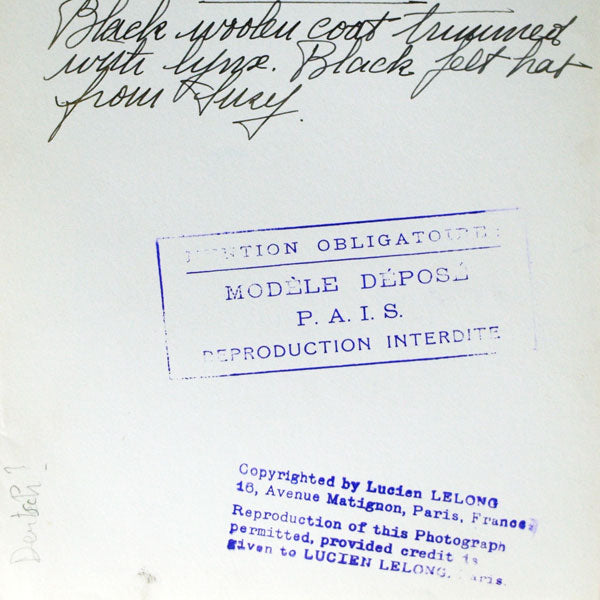 Black woolen coat trimmed
with lynx. Black felt hat
from Suzy.
MENTION OBLIGATOIRE:
MODÈLE DÉPOSÉ
P. A. I. S.
REPRODUCTION INTERDITE
Copyrighted by Lucien LELONG
16, Avenue Matignon, Paris, France.
Reproduction of this Photograph
permitted, provided credit is
given to LUCIEN LELONG. Paris.
Deutsch?